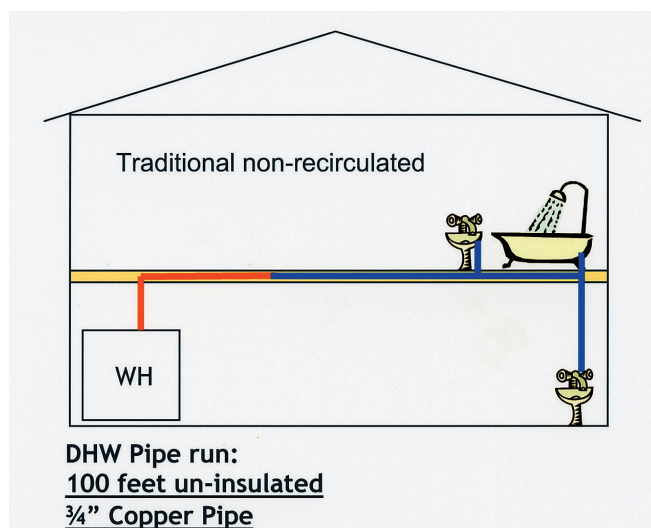 Traditional non-recirculated
WH
DHW Pipe run:
100 feet un-insulated
¾” Copper Pipe